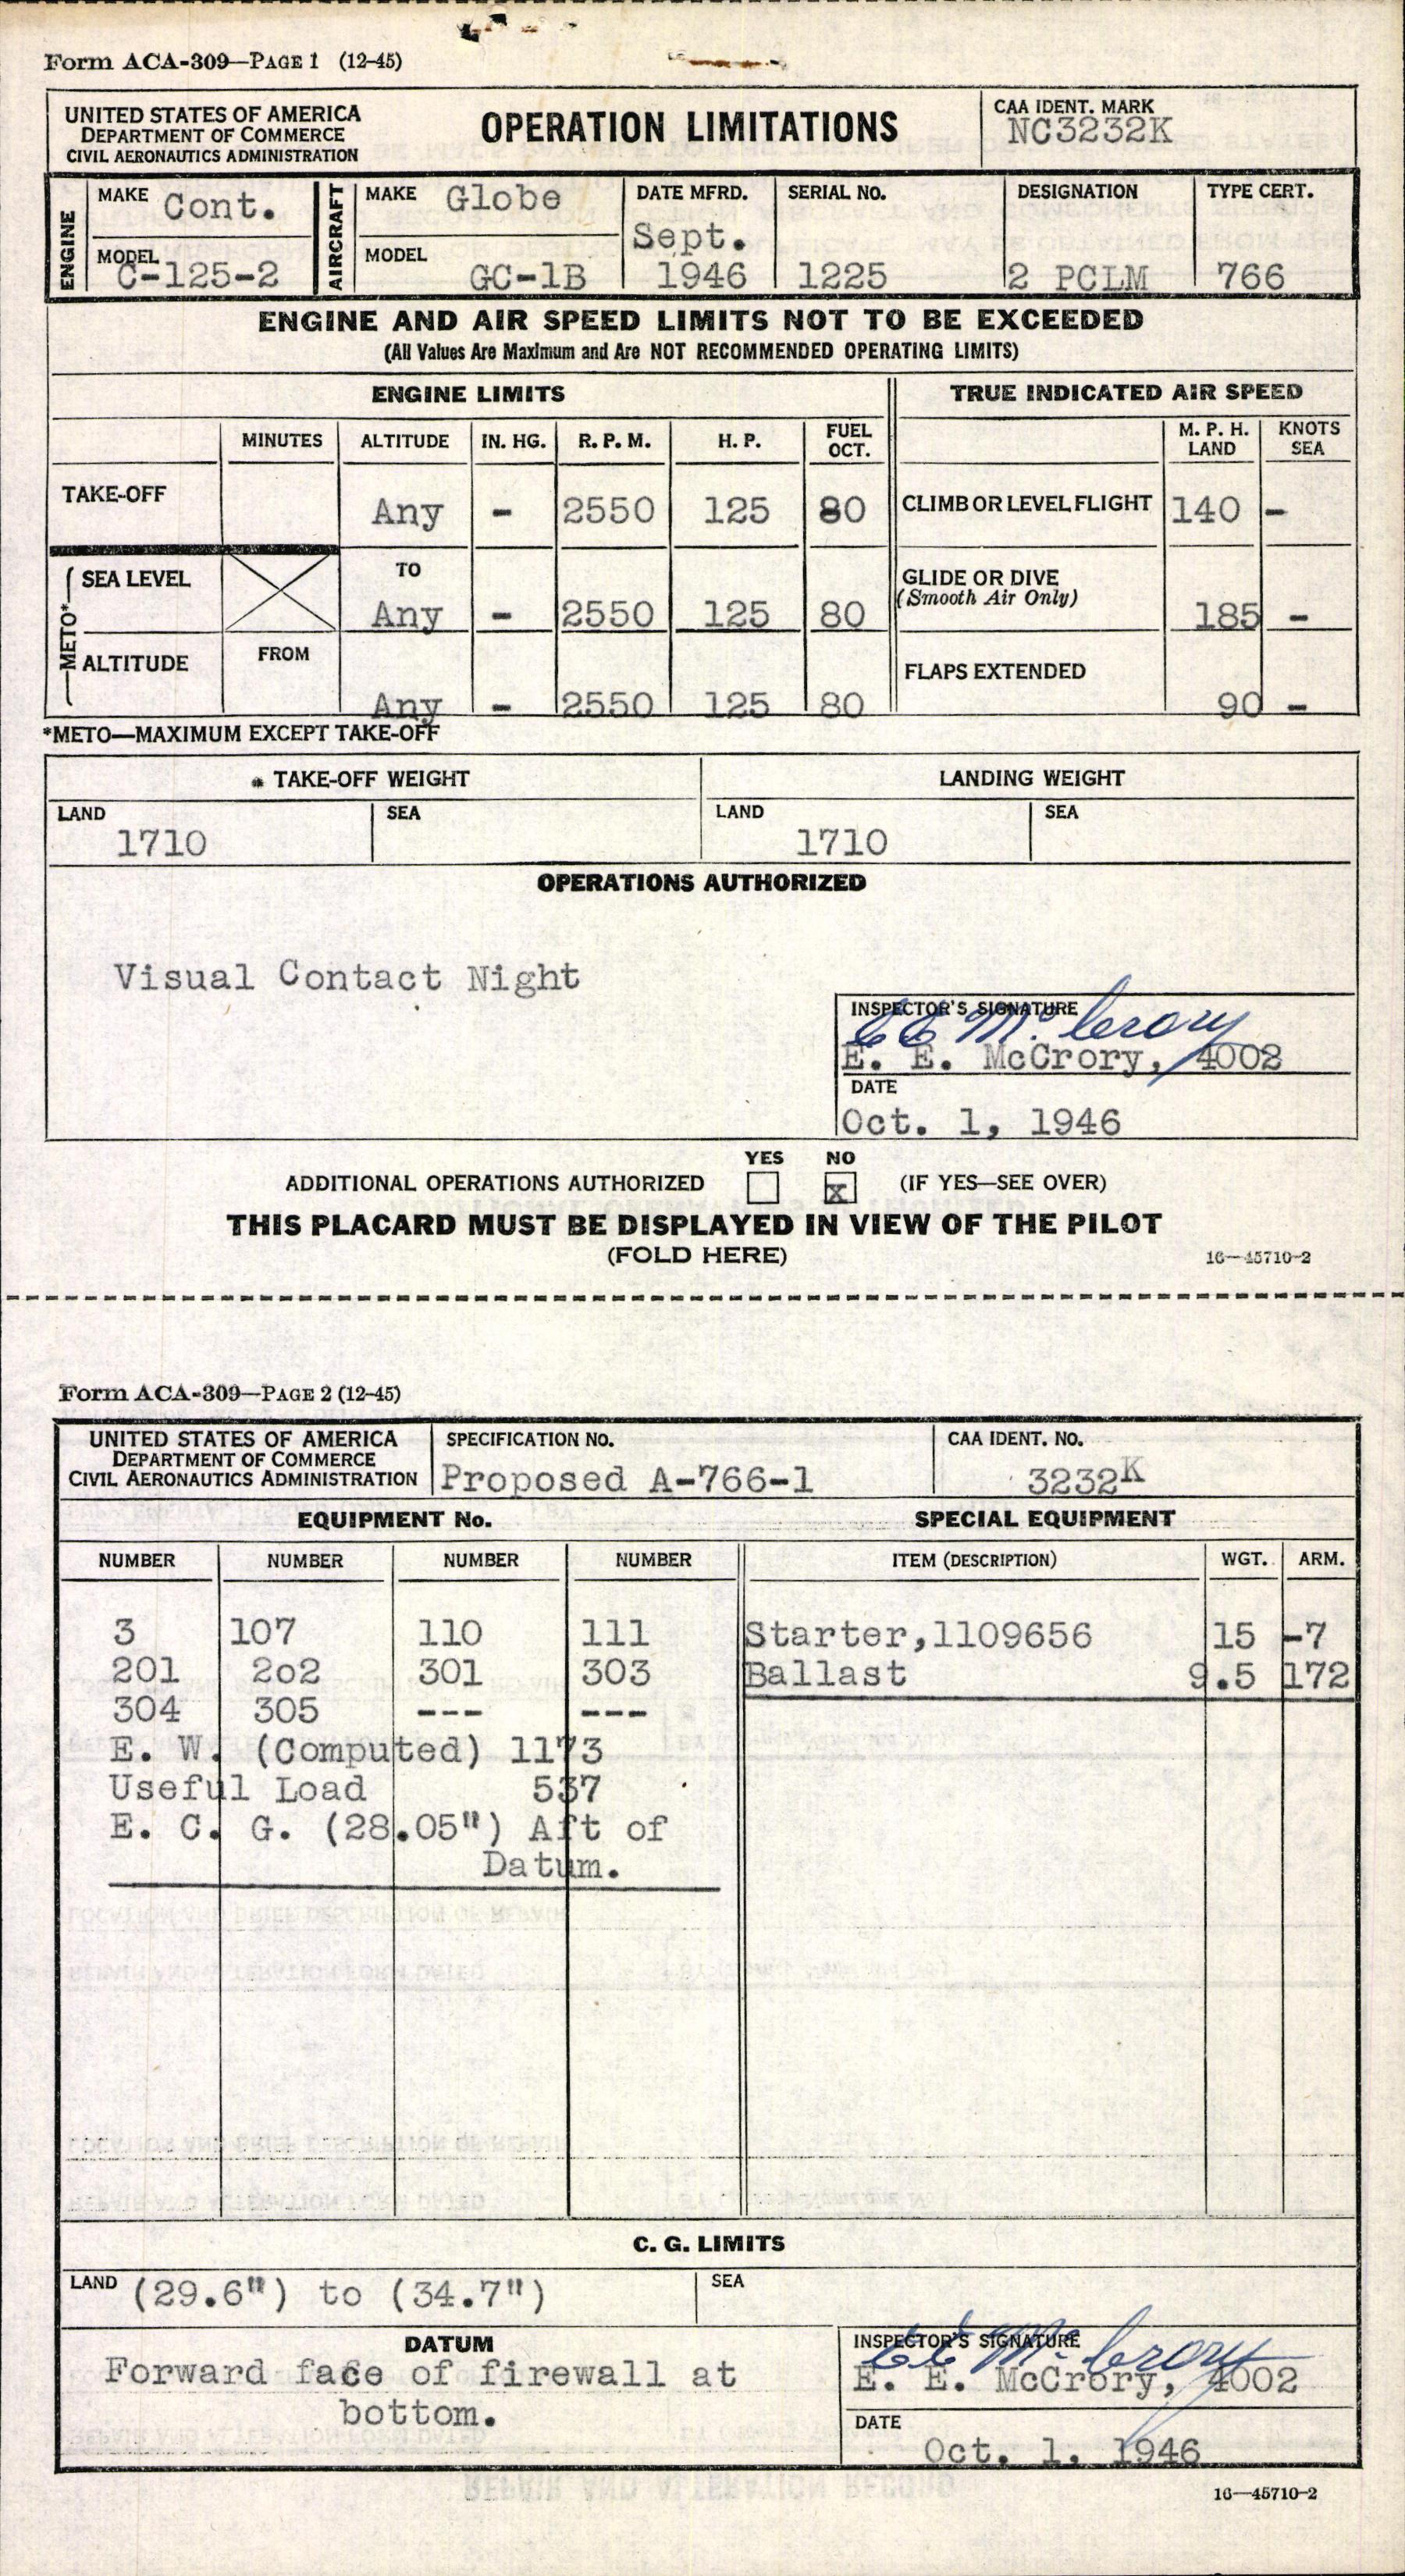 Form ACA-309—PAGE 1 (12-45)
UNITED STATES OF AMERICA
DEPARTMENT OF COMMERCE
CIVIL AERONAUTICS ADMINISTRATION
OPERATION LIMITATIONS
CAA IDENT. MARK
NC3232K
ENGINE
MAKE Cont.
MODEL
C-125-2
AIRCRAFT
MAKE Globe
MODEL
GC-1B
DATE MFRD.
Sept.
1946
SERIAL NO.
1225
DESIGNATION
2 PCLM
TYPE CERT.
766
ENGINE AND AIR SPEED LIMITS NOT TO BE EXCEEDED
(All Values Are Maximum and Are NOT RECOMMENDED OPERATING LIMITS)
ENGINE LIMITS TRUE INDICATED AIR SPEED
MINUTES ALTITUDE IN. HG. R. P. M. H. P. FUEL OCT. M. P. H. LAND KNOTS SEA
TAKE-OFF Any - 2550 125 80 CLIMB OR LEVEL FLIGHT 140 -
METO*
SEA LEVEL TO Any - 2550 125 80 GLIDE OR DIVE (Smooth Air Only) 185 -
ALTITUDE FROM Any - 2550 125 80 FLAPS EXTENDED 90 -
*METO—MAXIMUM EXCEPT TAKE-OFF
* TAKE-OFF WEIGHT LANDING WEIGHT
LAND SEA LAND SEA
1710 1710
OPERATIONS AUTHORIZED
Visual Contact Night
INSPECTOR'S SIGNATURE
E E McCrory
E. E. McCrory, 4002
DATE
Oct. 1, 1946
YES NO
ADDITIONAL OPERATIONS AUTHORIZED x (IF YES—SEE OVER)
THIS PLACARD MUST BE DISPLAYED IN VIEW OF THE PILOT
(FOLD HERE) 16—45710-2
Form ACA-309—PAGE 2 (12-45)
UNITED STATES OF AMERICA
DEPARTMENT OF COMMERCE
CIVIL AERONAUTICS ADMINISTRATION
SPECIFICATION NO.
Proposed A-766-1
CAA IDENT. NO.
3232K
EQUIPMENT No. SPECIAL EQUIPMENT
NUMBER NUMBER NUMBER NUMBER ITEM (DESCRIPTION) WGT. ARM.
3 107 110 111 Starter,1109656 15 -7
201 2o2 301 303 Ballast 9.5 172
304 305 --- ---
E. W. (Computed) 1173
Useful Load 537
E. C. G. (28.05") Aft of
Datum.
C. G. LIMITS
LAND (29.6") to (34.7") SEA
DATUM
Forward face of firewall at
bottom.
INSPECTOR'S SIGNATURE
E E McCrory
E. E. McCrory, 4002
DATE
Oct. 1, 1946
16—45710-2